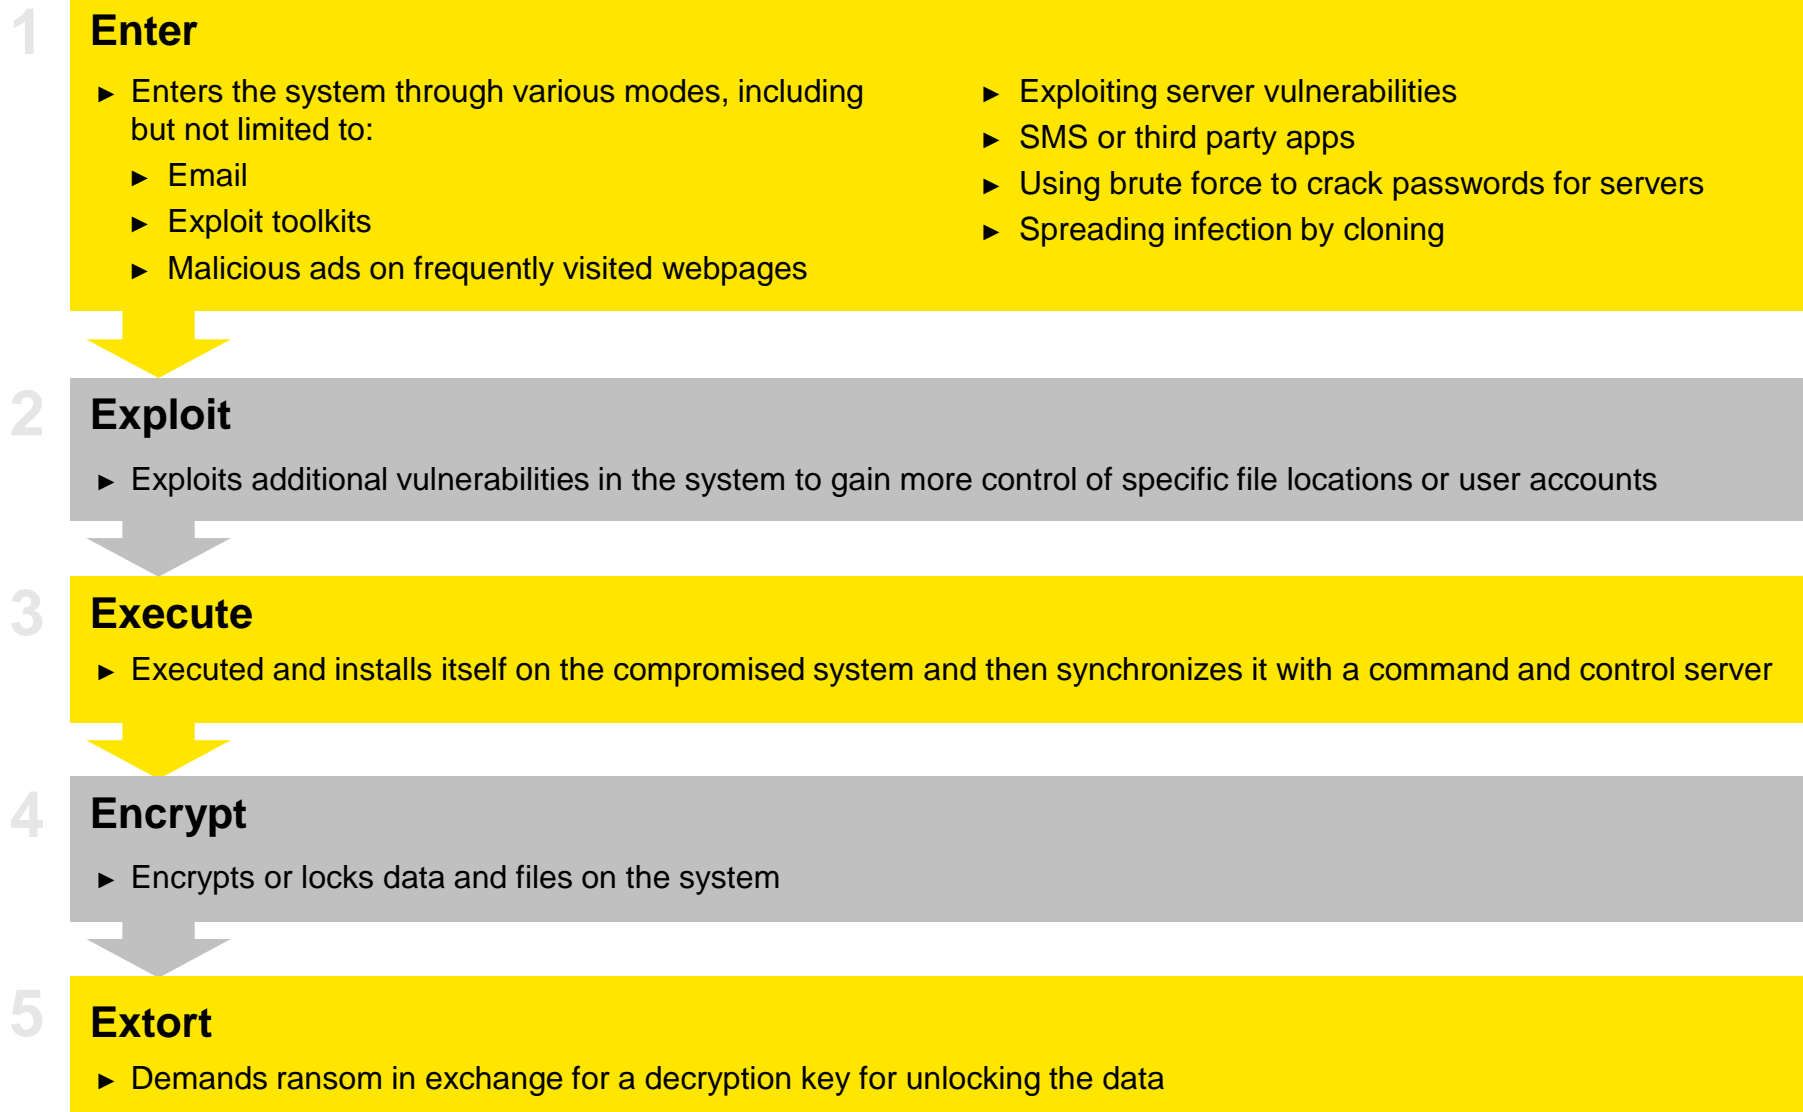 1
Enter
► Enters the system through various modes, including
but not limited to:
► Email
► Exploit toolkits
► Malicious ads on frequently visited webpages
► Exploiting server vulnerabilities
► SMS or third party apps
► Using brute force to crack passwords for servers
► Spreading infection by cloning
2
Exploit
► Exploits additional vulnerabilities in the system to gain more control of specific file locations or user accounts
3
Execute
► Executed and installs itself on the compromised system and then synchronizes it with a command and control server
4
Encrypt
► Encrypts or locks data and files on the system
5
Extort
► Demands ransom in exchange for a decryption key for unlocking the data